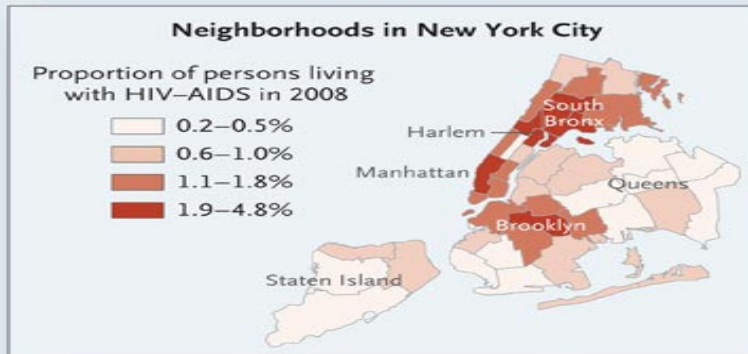 Neighborhoods in New York City
Proportion of persons living
with HIV–AIDS in 2008
0.2–0.5%
0.6–1.0%
1.1–1.8%
1.9–4.8%
South
Bronx
Harlem
Manhattan
Queens
Brooklyn
Staten Island